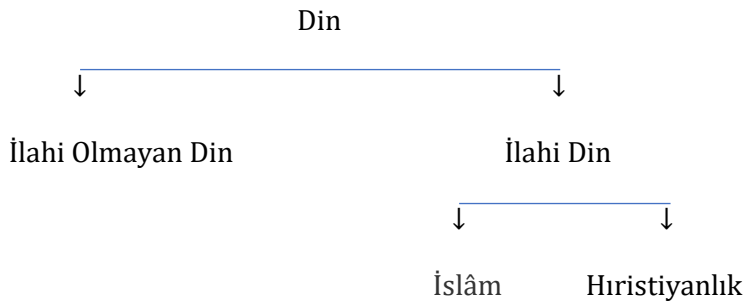 Din
↓ ↓
İlahi Olmayan Din İlahi Din
↓ ↓
İslâm Hıristiyanlık